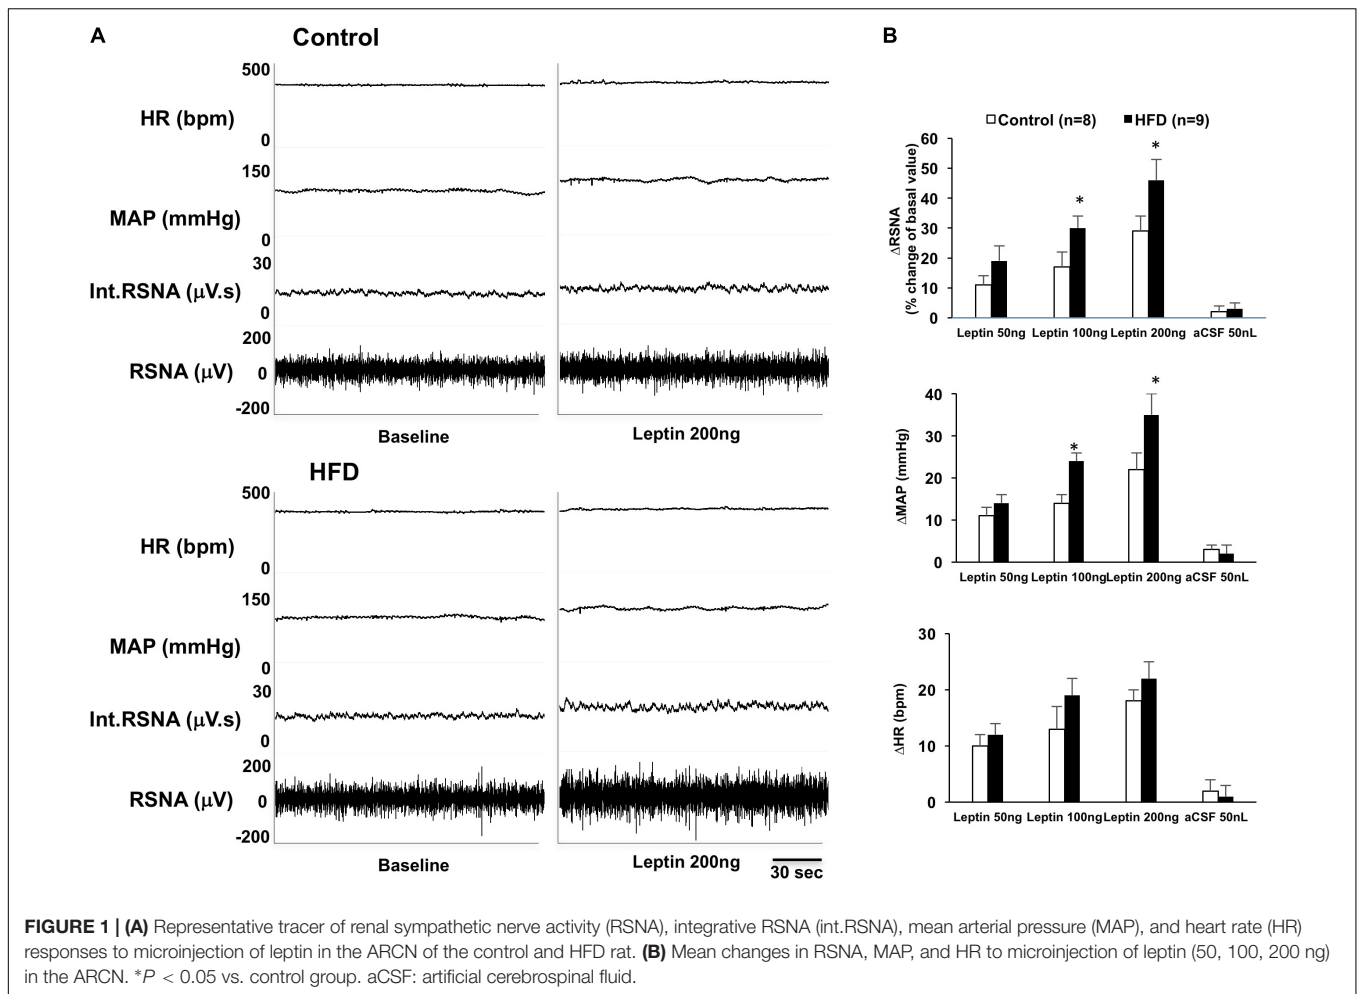 A
Control
500
HR (bpm)
0
150
MAP (mmHg)
0
30
Int.RSNA (μV.s)
0
200
RSNA (μV)
0
-200
Baseline
Leptin 200ng
HFD
500
HR (bpm)
0
150
MAP (mmHg)
0
30
Int.RSNA (μV.s)
0
200
RSNA (μV)
0
-200
Baseline
Leptin 200ng
30 sec
B
Control (n=8) HFD (n=9)
ΔRSNA
(% change of basal value)
60
50
40
30
20
10
0
*
*
Leptin 50ng Leptin 100ng Leptin 200ng aCSF 50nL
ΔMAP (mmHg)
40
30
20
10
0
*
*
Leptin 50ng Leptin 100ng Leptin 200ng aCSF 50nL
ΔHR (bpm)
30
20
10
0
Leptin 50ng Leptin 100ng Leptin 200ng aCSF 50nL
FIGURE 1 | (A) Representative tracer of renal sympathetic nerve activity (RSNA), integrative RSNA (int.RSNA), mean arterial pressure (MAP), and heart rate (HR)
responses to microinjection of leptin in the ARCN of the control and HFD rat. (B) Mean changes in RSNA, MAP, and HR to microinjection of leptin (50, 100, 200 ng)
in the ARCN. *P < 0.05 vs. control group. aCSF: artificial cerebrospinal fluid.